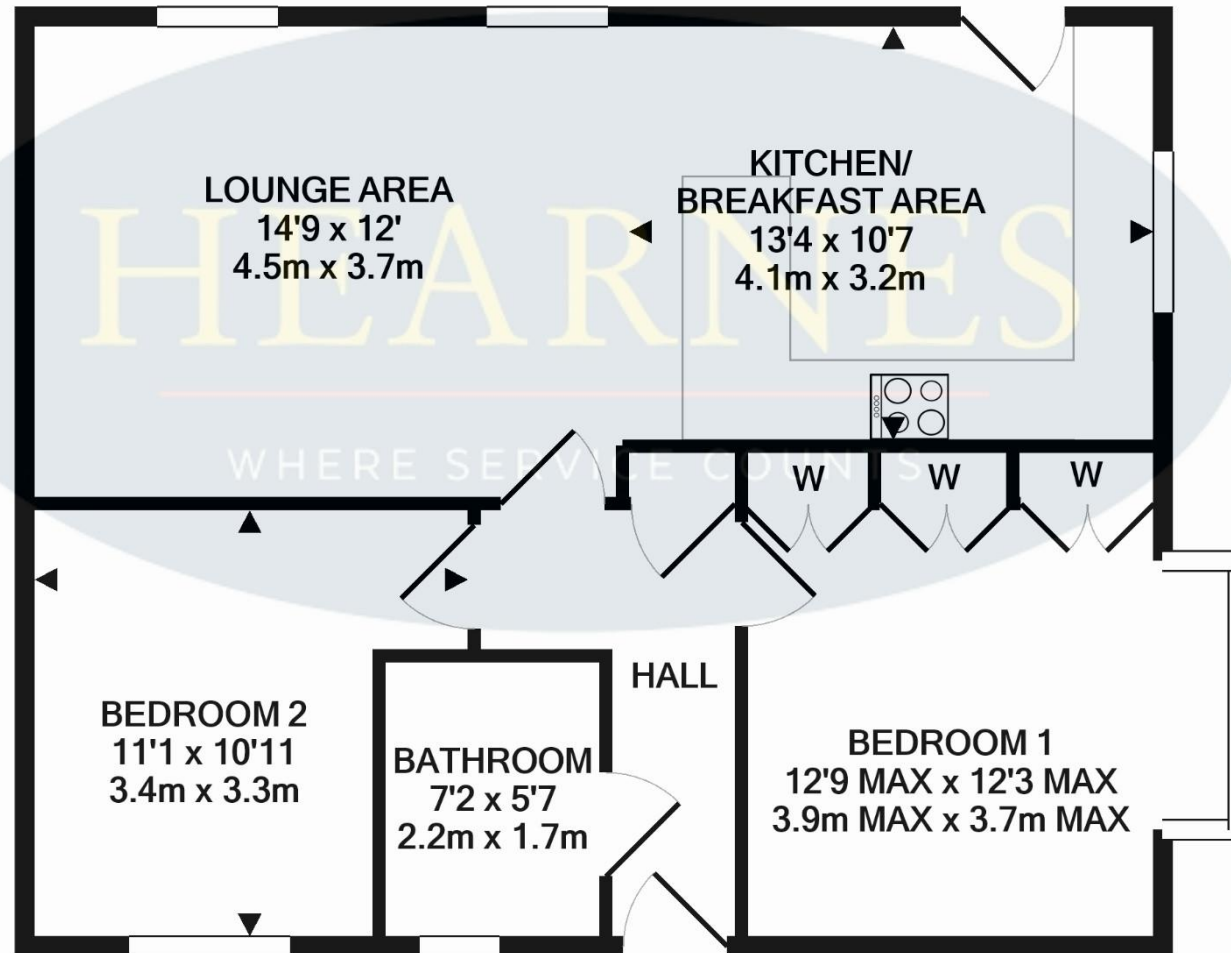 LOUNGE AREA
14'9 x 12'
4.5m x 3.7m
KITCHEN/
BREAKFAST AREA
13'4 x 10'7
4.1m x 3.2m
HEARNES
WHERE SERVICE COUNTS
W
W
W
HALL
BEDROOM 2
11'1 x 10'11
3.4m x 3.3m
BATHROOM
7'2 x 5'7
2.2m x 1.7m
BEDROOM 1
12'9 MAX x 12'3 MAX
3.9m MAX x 3.7m MAX